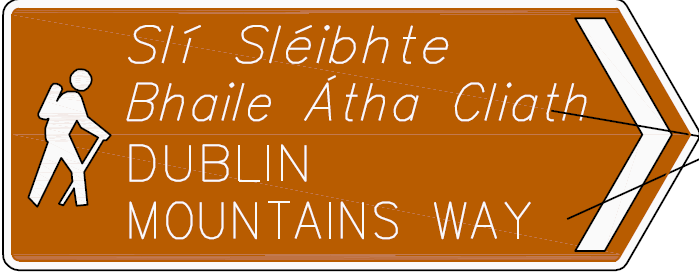 Slí Sléibhte
Bhaile Átha Cliath
DUBLIN
MOUNTAINS WAY